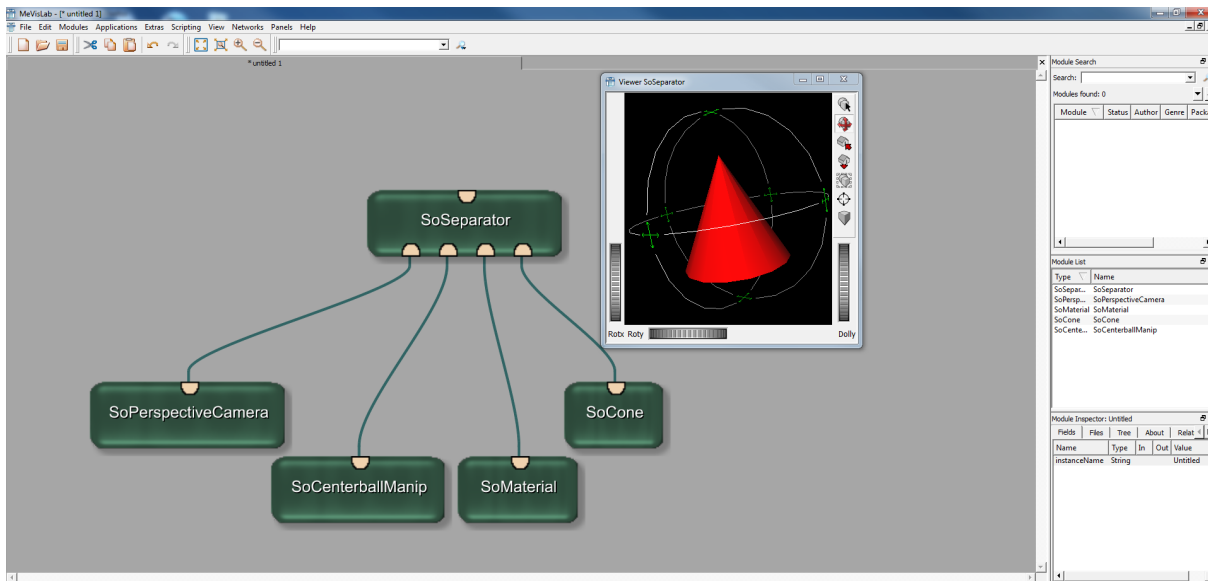 MeVisLab - [* untitled 1]
File Edit Modules Applications Extras Scripting View Networks Panels Help
* untitled 1
Viewer SoSeparator
Rotx Roty
Dolly
SoSeparator
SoPerspectiveCamera
SoCone
SoCenterballManip
SoMaterial
Module Search
Search:
Modules found: 0
Module Status Author Genre Packa
Module List
Type Name
SoSepar... SoSeparator
SoPersp... SoPerspectiveCamera
SoMaterial SoMaterial
SoCone SoCone
SoCente... SoCenterballManip
Module Inspector: Untitled
Fields Files Tree About Relat
Name Type In Out Value
instanceName String Untitled